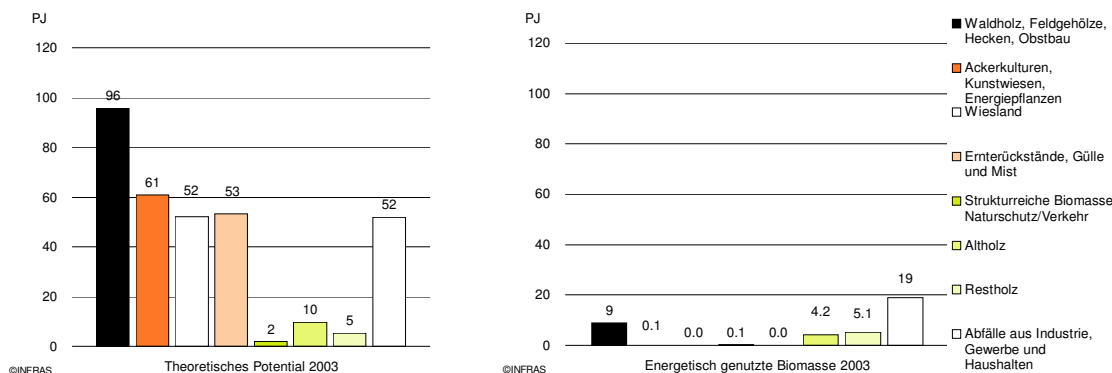 PJ
120
100
80
60
40
20
0
96
61
52
53
2
10
5
52
Theoretisches Potential 2003
©INFRAS
PJ
120
100
80
60
40
20
0
9
0.1
0.0
0.1
0.0
4.2
5.1
19
Energetisch genutzte Biomasse 2003
©INFRAS
Waldholz, Feldgehölze,
Hecken, Obstbau
Ackerkulturen,
Kunstwiesen,
Energiepflanzen
Wiesland
Ernterückstände, Gülle
und Mist
Strukturreiche Biomasse
Naturschutz/Verkehr
Altholz
Restholz
Abfälle aus Industrie,
Gewerbe und
Haushalten